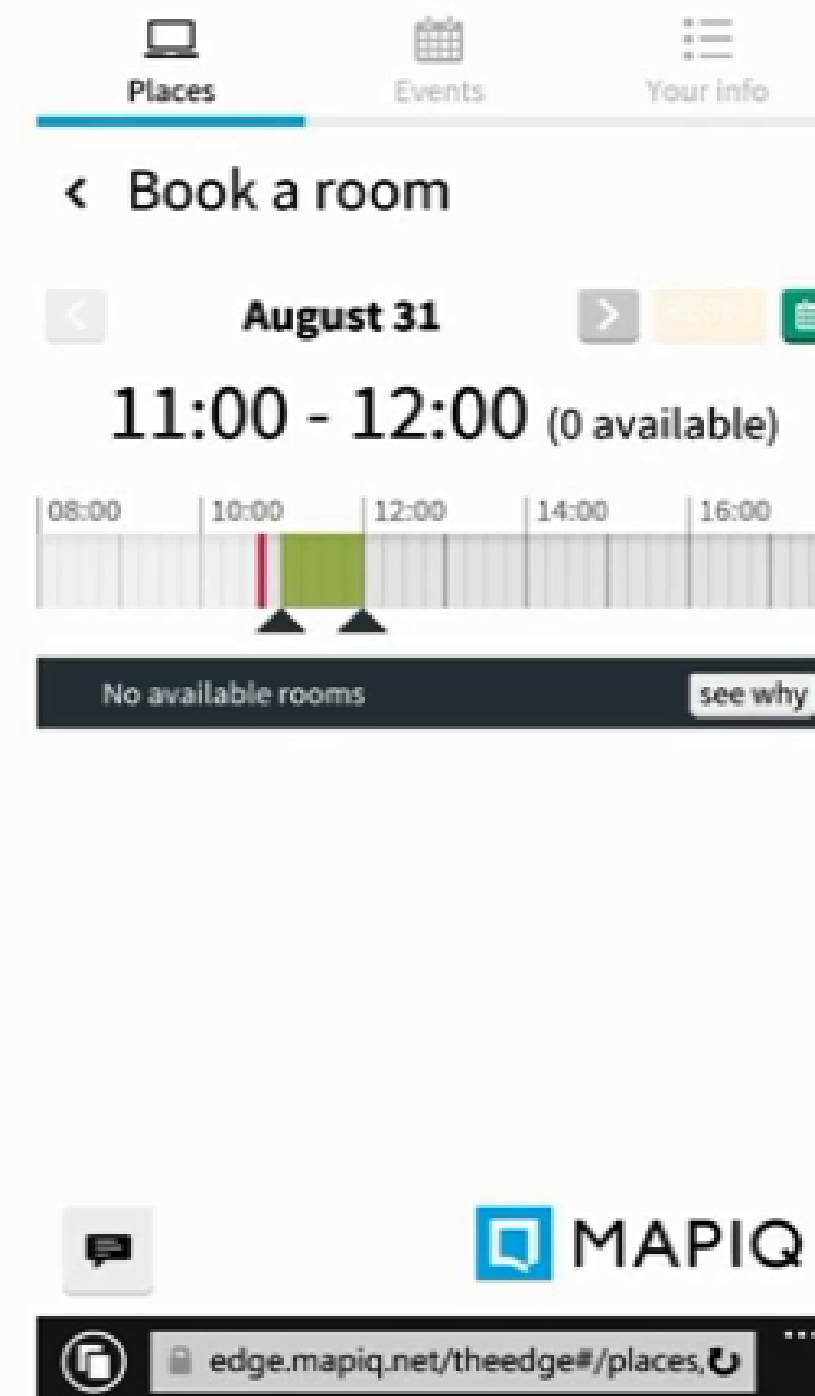 Places Events Your info
Book a room
August 31
11:00 - 12:00 (0 available)
08:00 10:00 12:00 14:00 16:00
No available rooms see why
MAPIQ
edge.mapiq.net/theedge#/places,